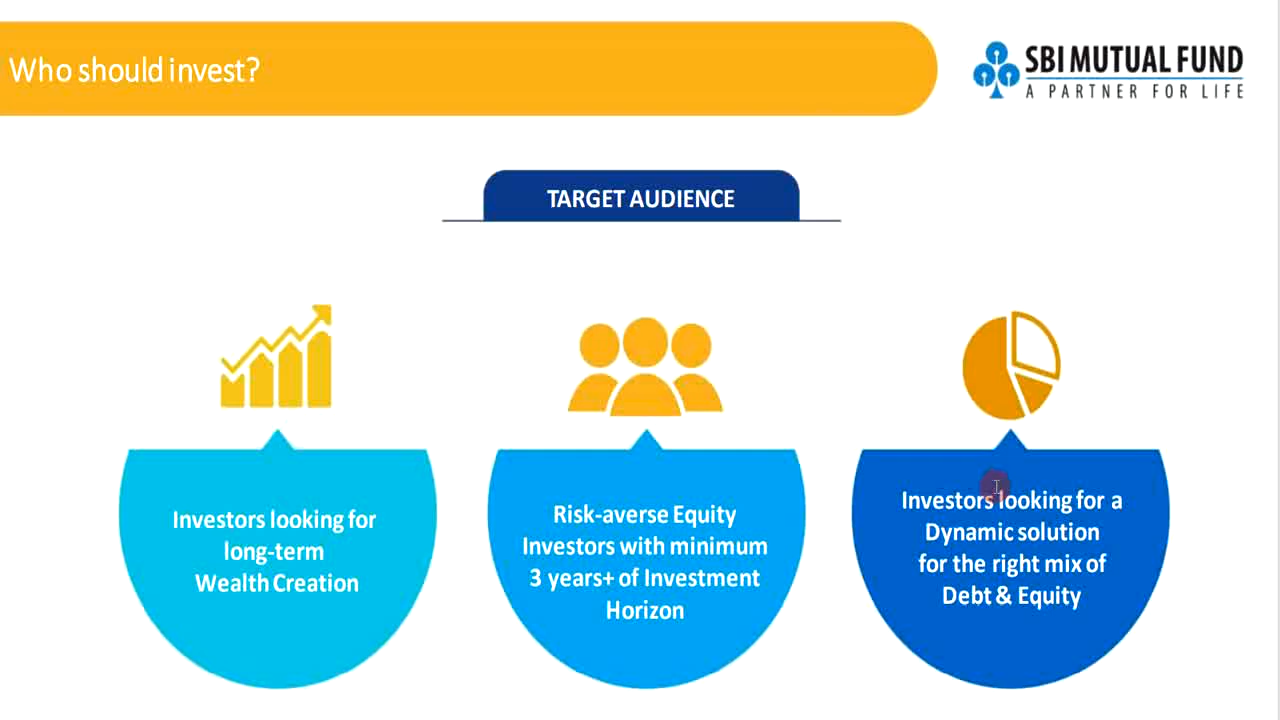 Who should invest?
SBI MUTUAL FUND
A PARTNER FOR LIFE
TARGET AUDIENCE
Investors looking for
long-term
Wealth Creation
Risk-averse Equity
Investors with minimum
3 years+ of Investment
Horizon
Investors looking for a
Dynamic solution
for the right mix of
Debt & Equity